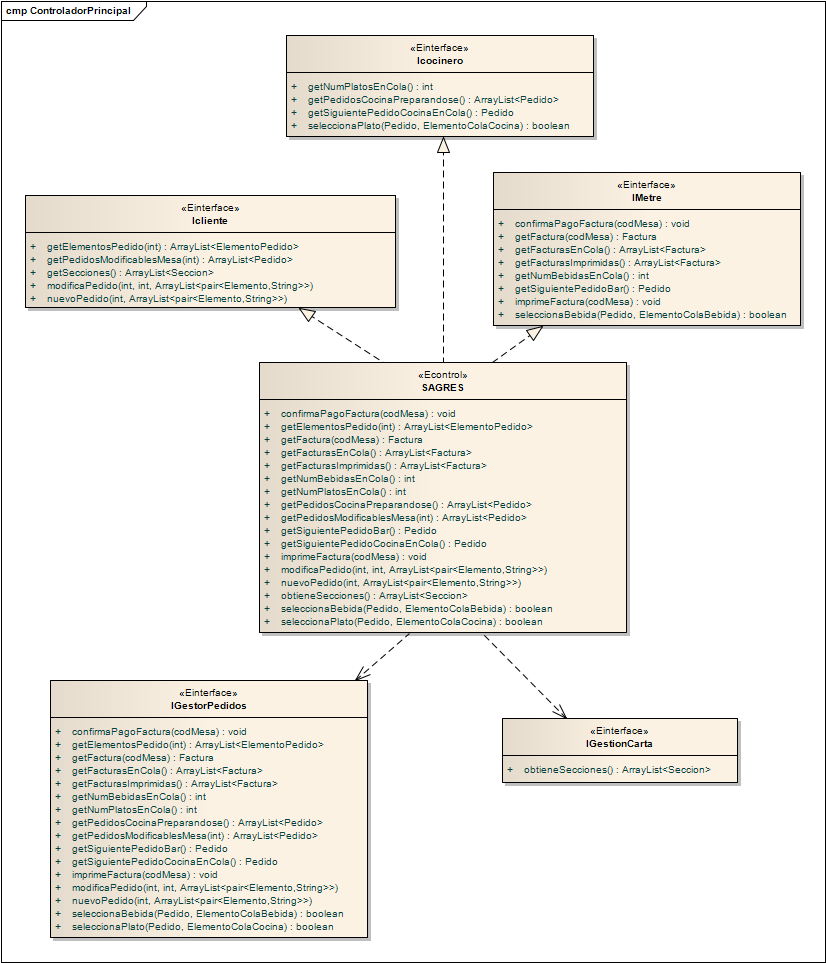 cmp ControladorPrincipal
«Einterface»
Icocinero
+ getNumPlatosEnCola() : int
+ getPedidosCocinaPreparandose() : ArrayList<Pedido>
+ getSiguientePedidoCocinaEnCola() : Pedido
+ seleccionaPlato(Pedido, ElementoColaCocina) : boolean
«Einterface»
Icliente
+ getElementosPedido(int) : ArrayList<ElementoPedido>
+ getPedidosModificablesMesa(int) : ArrayList<Pedido>
+ getSecciones() : ArrayList<Seccion>
+ modificaPedido(int, int, ArrayList<pair<Elemento,String>>)
+ nuevoPedido(int, ArrayList<pair<Elemento,String>>)
«Einterface»
IMetre
+ confirmaPagoFactura(codMesa) : void
+ getFactura(codMesa) : Factura
+ getFacturasEnCola() : ArrayList<Factura>
+ getFacturasImprimidas() : ArrayList<Factura>
+ getNumBebidasEnCola() : int
+ getSiguientePedidoBar() : Pedido
+ imprimeFactura(codMesa) : void
+ seleccionaBebida(Pedido, ElementoColaBebida) : boolean
«Econtrol»
SAGRES
+ confirmaPagoFactura(codMesa) : void
+ getElementosPedido(int) : ArrayList<ElementoPedido>
+ getFactura(codMesa) : Factura
+ getFacturasEnCola() : ArrayList<Factura>
+ getFacturasImprimidas() : ArrayList<Factura>
+ getNumBebidasEnCola() : int
+ getNumPlatosEnCola() : int
+ getPedidosCocinaPreparandose() : ArrayList<Pedido>
+ getPedidosModificablesMesa(int) : ArrayList<Pedido>
+ getSiguientePedidoBar() : Pedido
+ getSiguientePedidoCocinaEnCola() : Pedido
+ imprimeFactura(codMesa) : void
+ modificaPedido(int, int, ArrayList<pair<Elemento,String>>)
+ nuevoPedido(int, ArrayList<pair<Elemento,String>>)
+ obtieneSecciones() : ArrayList<Seccion>
+ seleccionaBebida(Pedido, ElementoColaBebida) : boolean
+ seleccionaPlato(Pedido, ElementoColaCocina) : boolean
«Einterface»
IGestorPedidos
+ confirmaPagoFactura(codMesa) : void
+ getElementosPedido(int) : ArrayList<ElementoPedido>
+ getFactura(codMesa) : Factura
+ getFacturasEnCola() : ArrayList<Factura>
+ getFacturasImprimidas() : ArrayList<Factura>
+ getNumBebidasEnCola() : int
+ getNumPlatosEnCola() : int
+ getPedidosCocinaPreparandose() : ArrayList<Pedido>
+ getPedidosModificablesMesa(int) : ArrayList<Pedido>
+ getSiguientePedidoBar() : Pedido
+ getSiguientePedidoCocinaEnCola() : Pedido
+ imprimeFactura(codMesa) : void
+ modificaPedido(int, int, ArrayList<pair<Elemento,String>>)
+ nuevoPedido(int, ArrayList<pair<Elemento,String>>)
+ seleccionaBebida(Pedido, ElementoColaBebida) : boolean
+ seleccionaPlato(Pedido, ElementoColaCocina) : boolean
«Einterface»
IGestionCarta
+ obtieneSecciones() : ArrayList<Seccion>